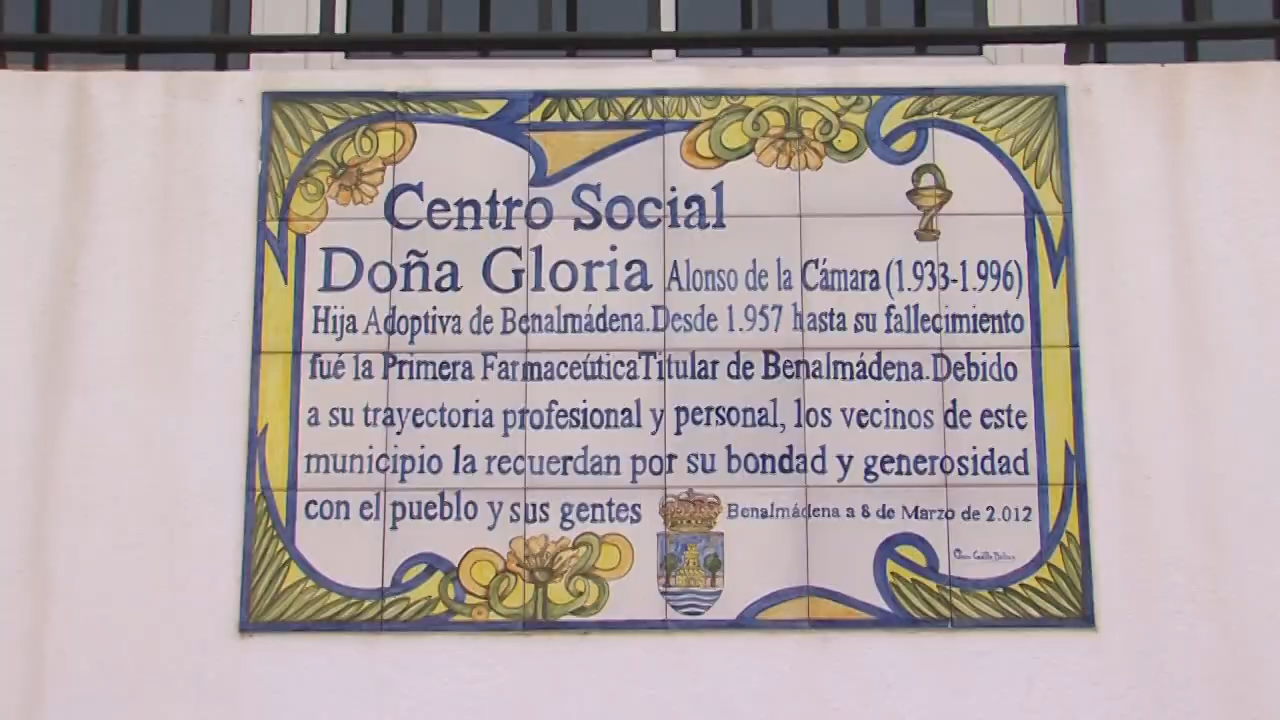 Centro Social
Doña Gloria Alonso de la Cámara (1.933-1.996)
Hija Adoptiva de Benalmádena.Desde 1.957 hasta su fallecimiento
fué la Primera FarmaceúticaTitular de Benalmádena.Debido
a su trayectoria profesional y personal, los vecinos de este
municipio la recuerdan por su bondad y generosidad
con el pueblo y sus gentes
Benalmádena a 8 de Marzo de 2.012